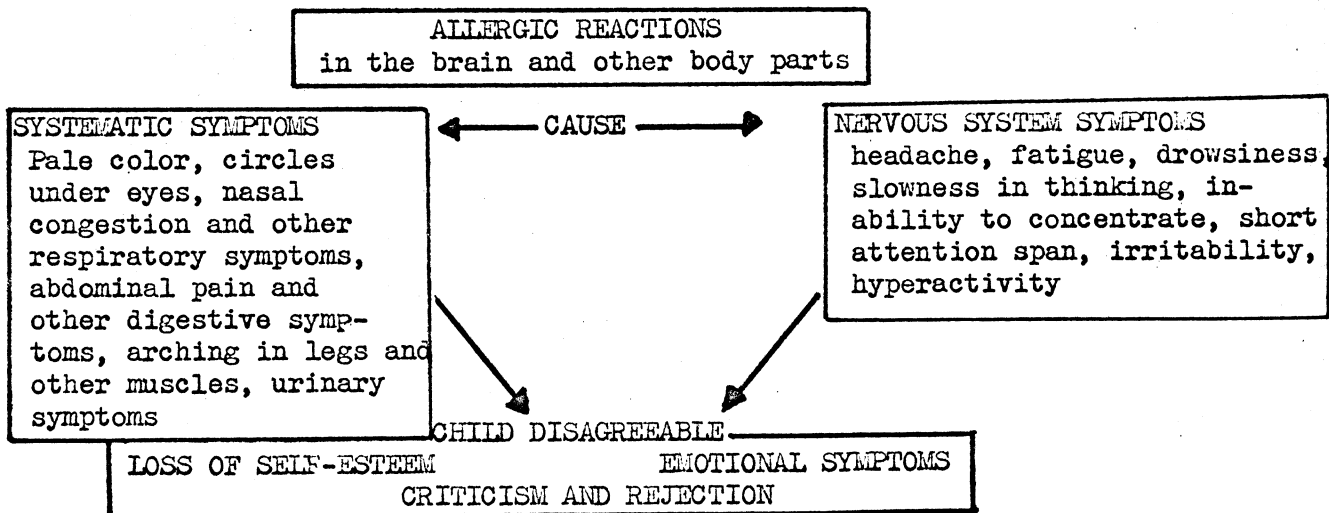 ALLERGIC REACTIONS
in the brain and other body parts
SYSTEMATIC SYMPTOMS
Pale color, circles
under eyes, nasal
congestion and other
respiratory symptoms,
abdominal pain and
other digestive symp-
toms, arching in legs and
other muscles, urinary
symptoms
CAUSE
NERVOUS SYSTEM SYMPTOMS
headache, fatigue, drowsiness,
slowness in thinking, in-
ability to concentrate, short
attention span, irritability,
hyperactivity
CHILD DISAGREEABLE
LOSS OF SELF-ESTEEM EMOTIONAL SYMPTOMS
CRITICISM AND REJECTION